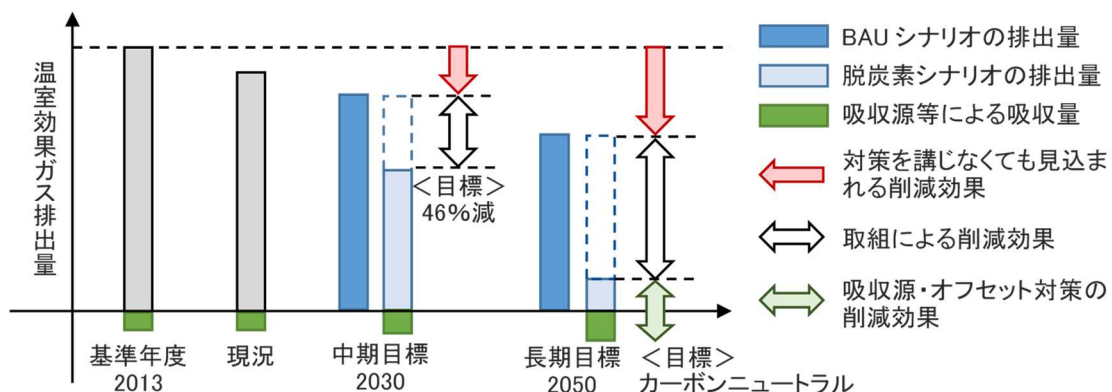 温室効果ガス排出量
基準年度
2013
現況
中期目標
2030
＜目標＞
46%減
長期目標
2050
＜目標＞
カーボンニュートラル
BAUシナリオの排出量
脱炭素シナリオの排出量
吸収源等による吸収量
対策を講じなくても見込ま
れる削減効果
取組による削減効果
吸収源・オフセット対策の
削減効果